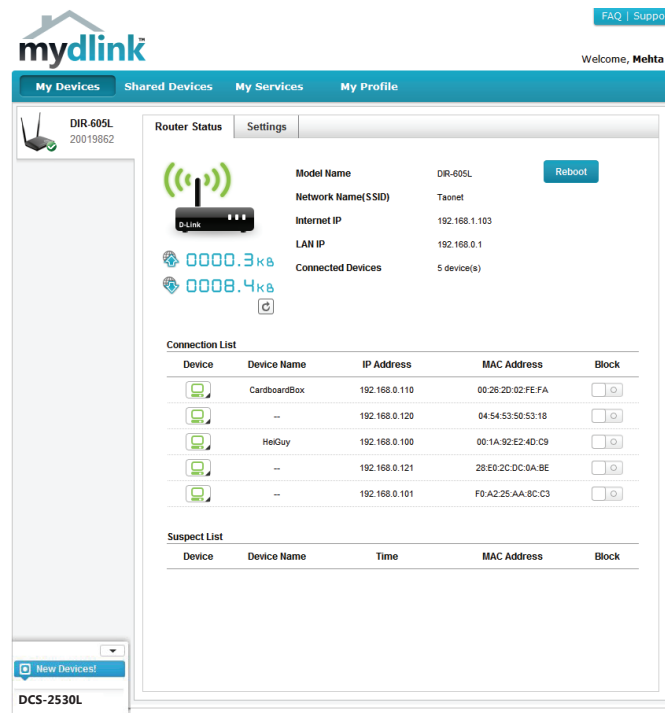 FAQ | Suppo
mydlink
Welcome, Mehta
My Devices Shared Devices My Services My Profile
DIR-605L
20019862
Router Status Settings
D-Link
Model Name DIR-605L Reboot
Network Name(SSID) Taonet
Internet IP 192.168.1.103
LAN IP 192.168.0.1
Connected Devices 5 device(s)
0000.3KB
0008.4KB
Connection List
Device Device Name IP Address MAC Address Block
CardboardBox 192.168.0.110 00:26:2D:02:FE:FA
-- 192.168.0.120 04:54:53:50:53:18
HeiGuy 192.168.0.100 00:1A:92:E2:4D:C9
-- 192.168.0.121 28:E0:2C:DC:0A:BE
-- 192.168.0.101 F0:A2:25:AA:8C:C3
Suspect List
Device Device Name Time MAC Address Block
New Devices!
DCS-2530L